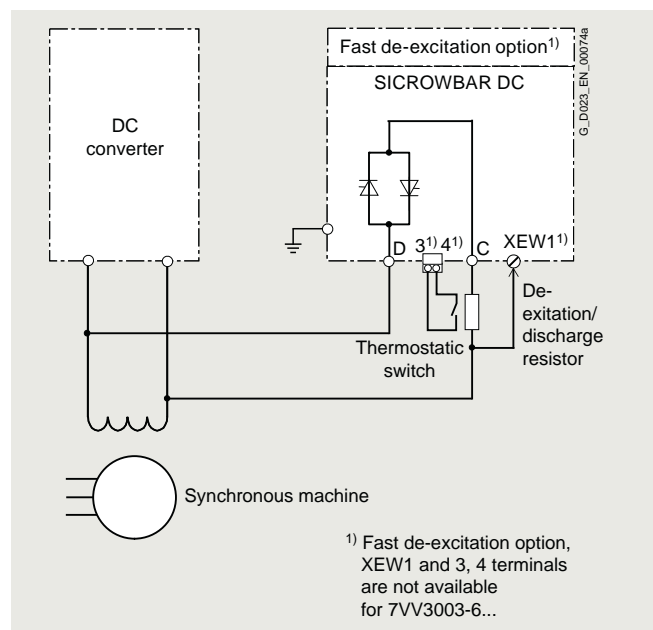 Fast de-excitation option1)
SICROWBAR DC
G_D023_EN_00074a
DC
converter
D
31) 41)
C
XEW11)
De-
exitation/
discharge
resistor
Thermostatic
switch
Synchronous machine
1) Fast de-excitation option,
XEW1 and 3, 4 terminals
are not available
for 7VV3003-6...